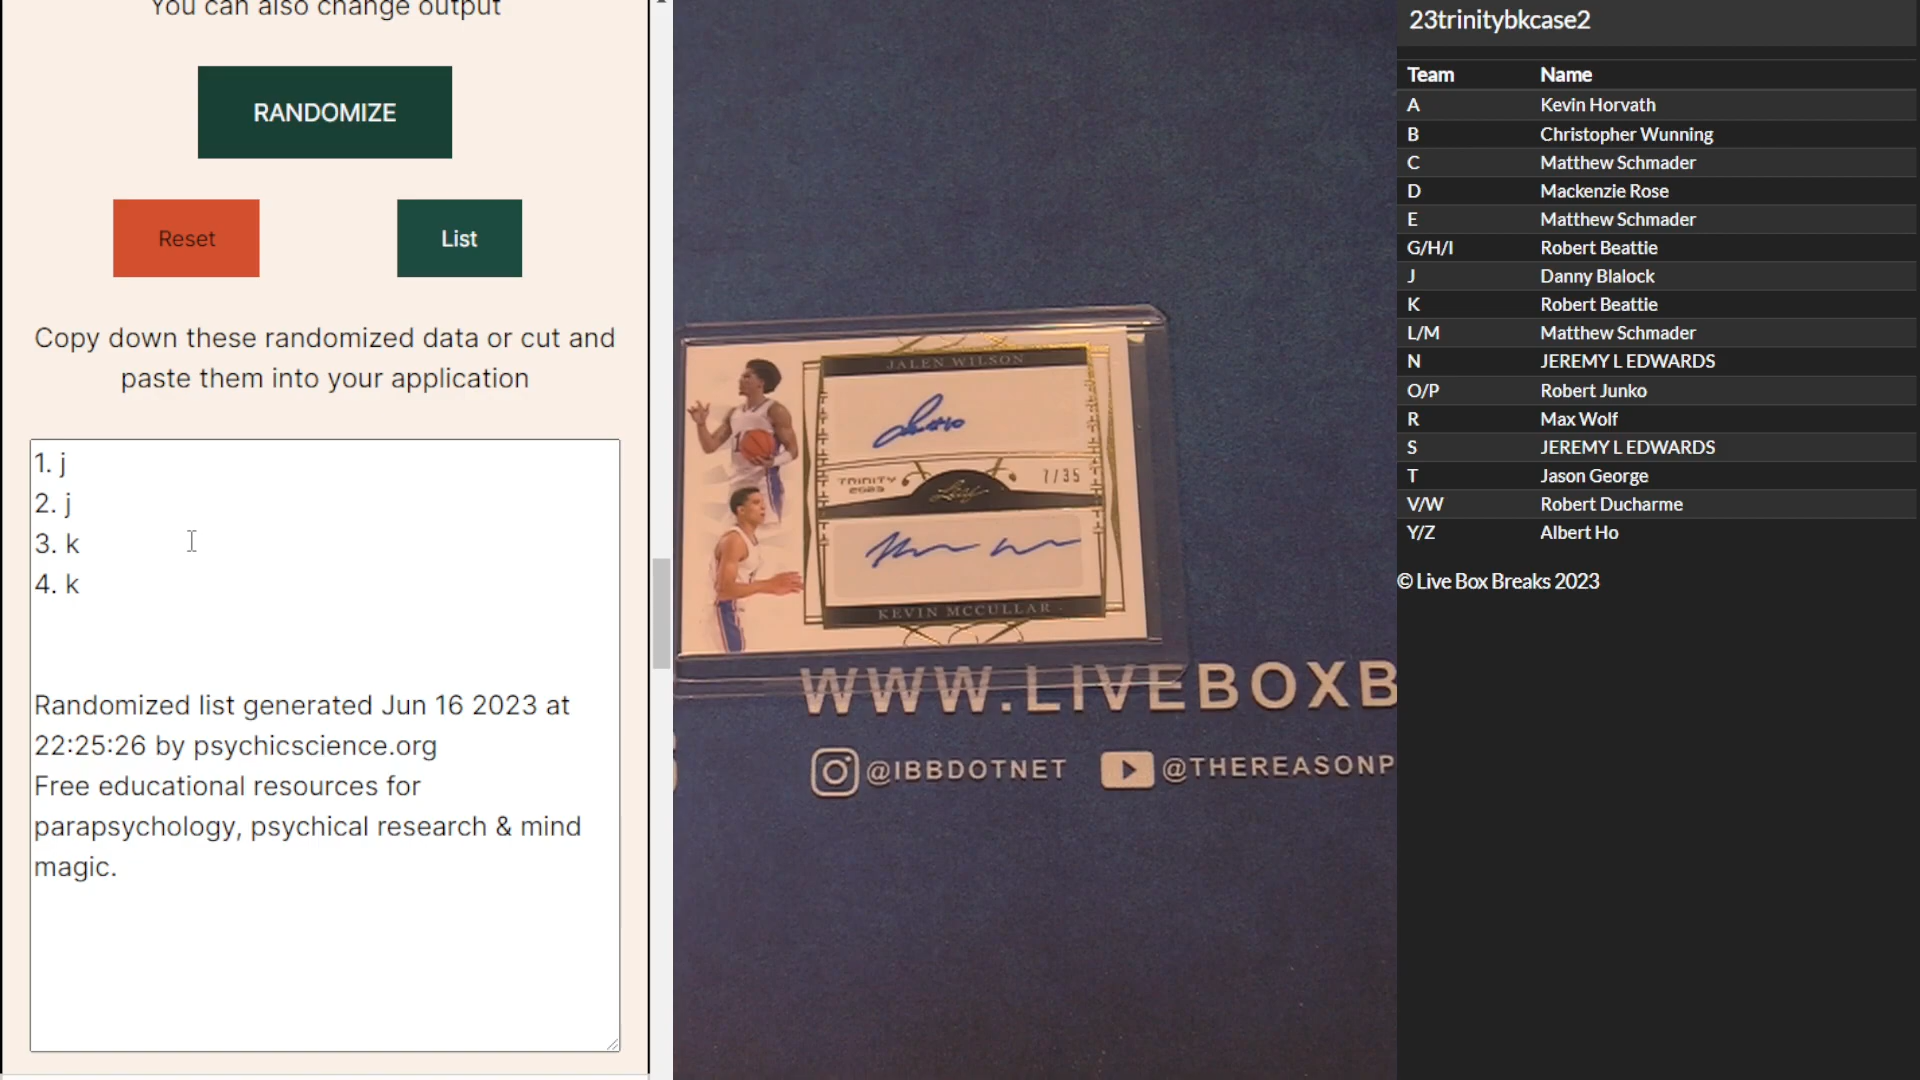 You can also change output
RANDOMIZE
Reset
List
Copy down these randomized data or cut and
paste them into your application
1. j
2. j
3. k
4. k
Randomized list generated Jun 16 2023 at
22:25:26 by psychicscience.org
Free educational resources for
parapsychology, psychical research & mind
magic.
JALEN WILSON
TRINITY
2023
Leaf
7/35
KEVIN MCCULLAR
WWW.LIVEBOXB
@IBBDOTNET
@THEREASONP
23trinitybkcase2
Team Name
A Kevin Horvath
B Christopher Wunning
C Matthew Schmader
D Mackenzie Rose
E Matthew Schmader
G/H/I Robert Beattie
J Danny Blalock
K Robert Beattie
L/M Matthew Schmader
N JEREMY L EDWARDS
O/P Robert Junko
R Max Wolf
S JEREMY L EDWARDS
T Jason George
V/W Robert Ducharme
Y/Z Albert Ho
© Live Box Breaks 2023